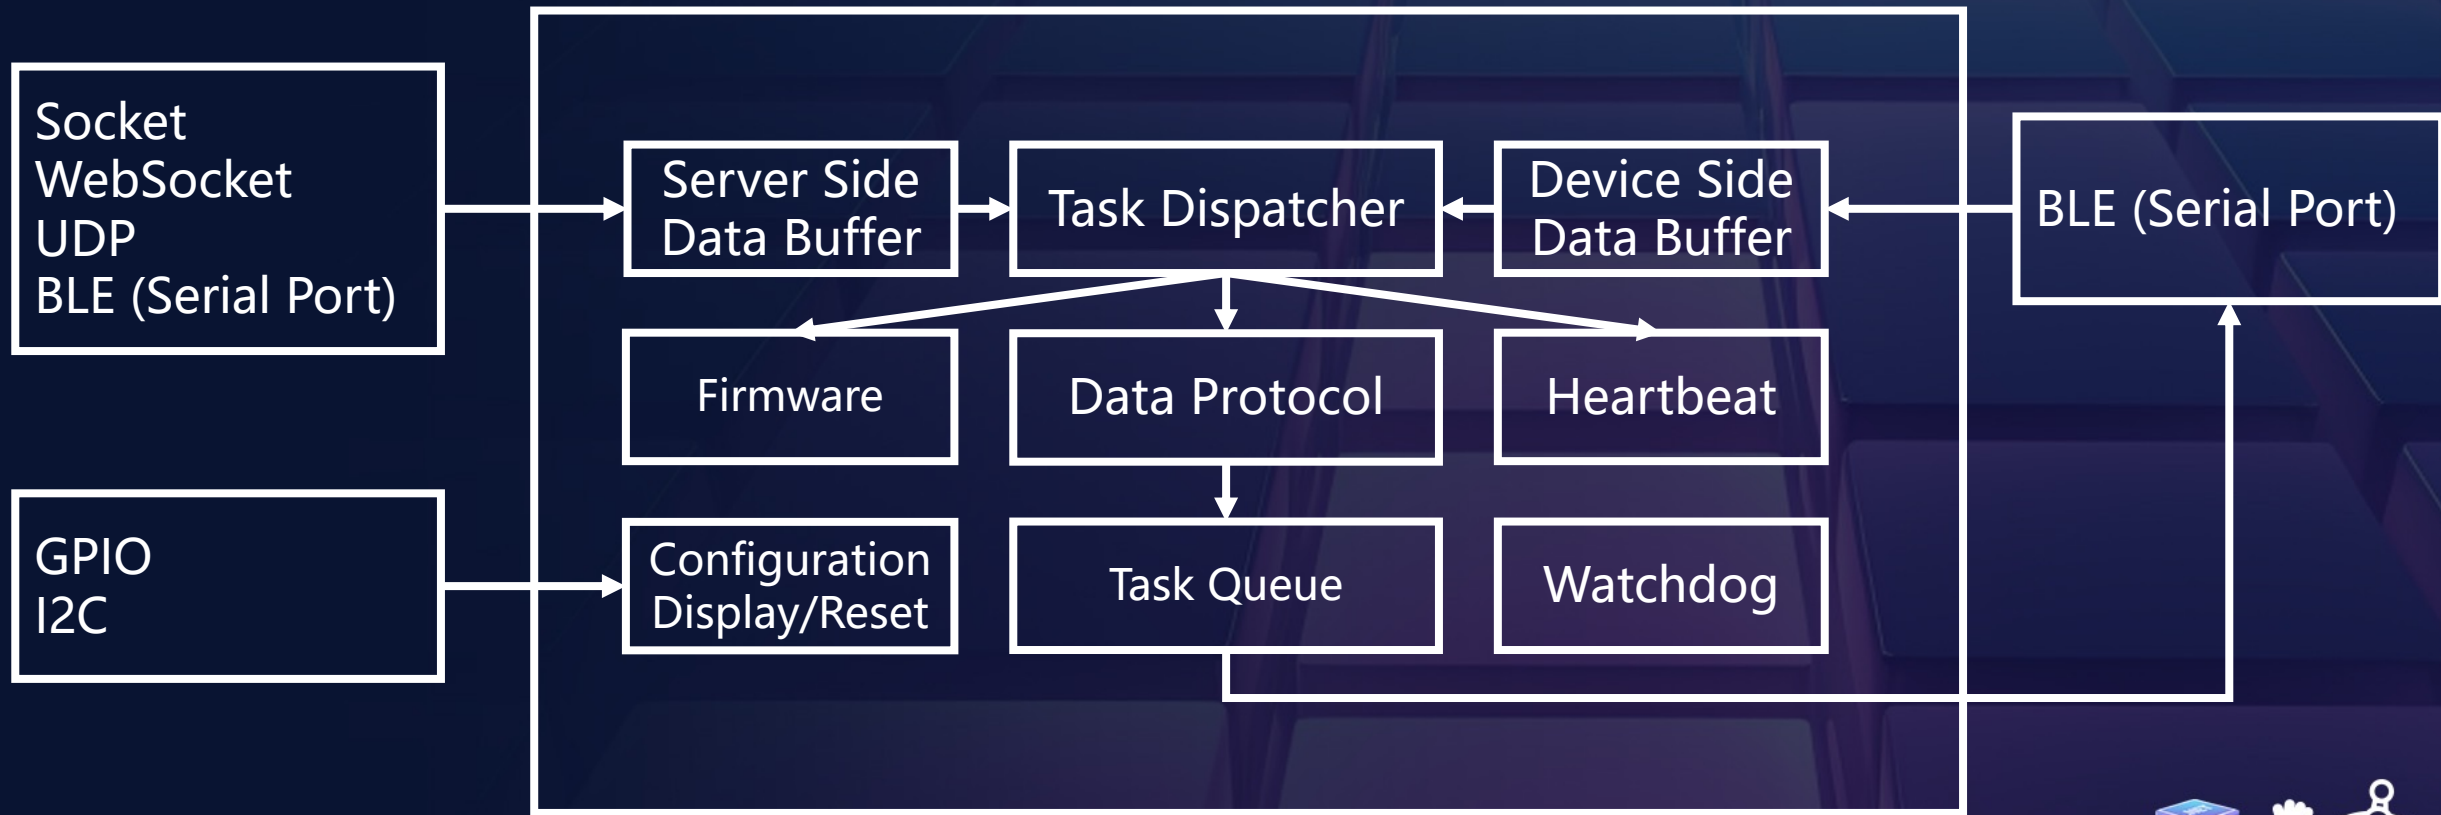 Socket
WebSocket
UDP
BLE (Serial Port)
Server Side
Data Buffer
Task Dispatcher
Device Side
Data Buffer
BLE (Serial Port)
Firmware
Data Protocol
Heartbeat
GPIO
I2C
Configuration
Display/Reset
Task Queue
Watchdog